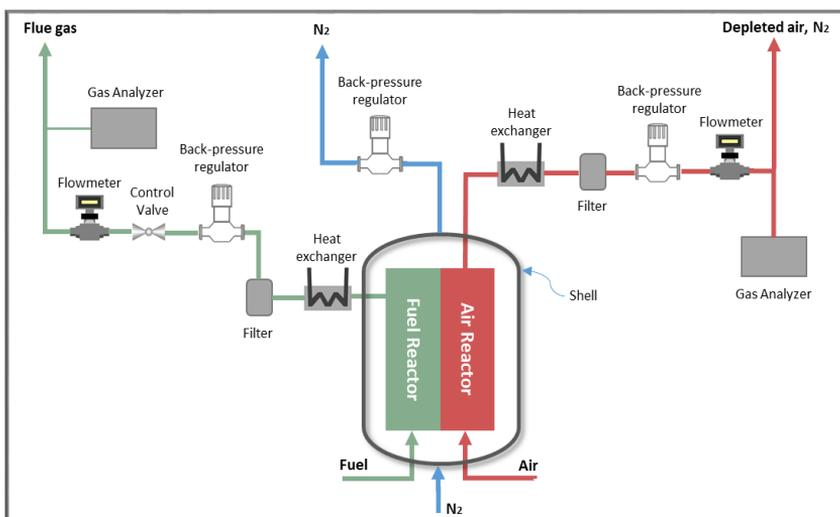 Flue gas
N₂
Depleted air, N₂
Gas Analyzer
Back-pressure
regulator
Back-pressure
regulator
Heat
exchanger
Back-pressure
regulator
Flowmeter
Flowmeter
Control
Valve
Filter
Heat
exchanger
Gas Analyzer
Shell
Filter
Fuel Reactor
Air Reactor
Fuel
Air
N₂